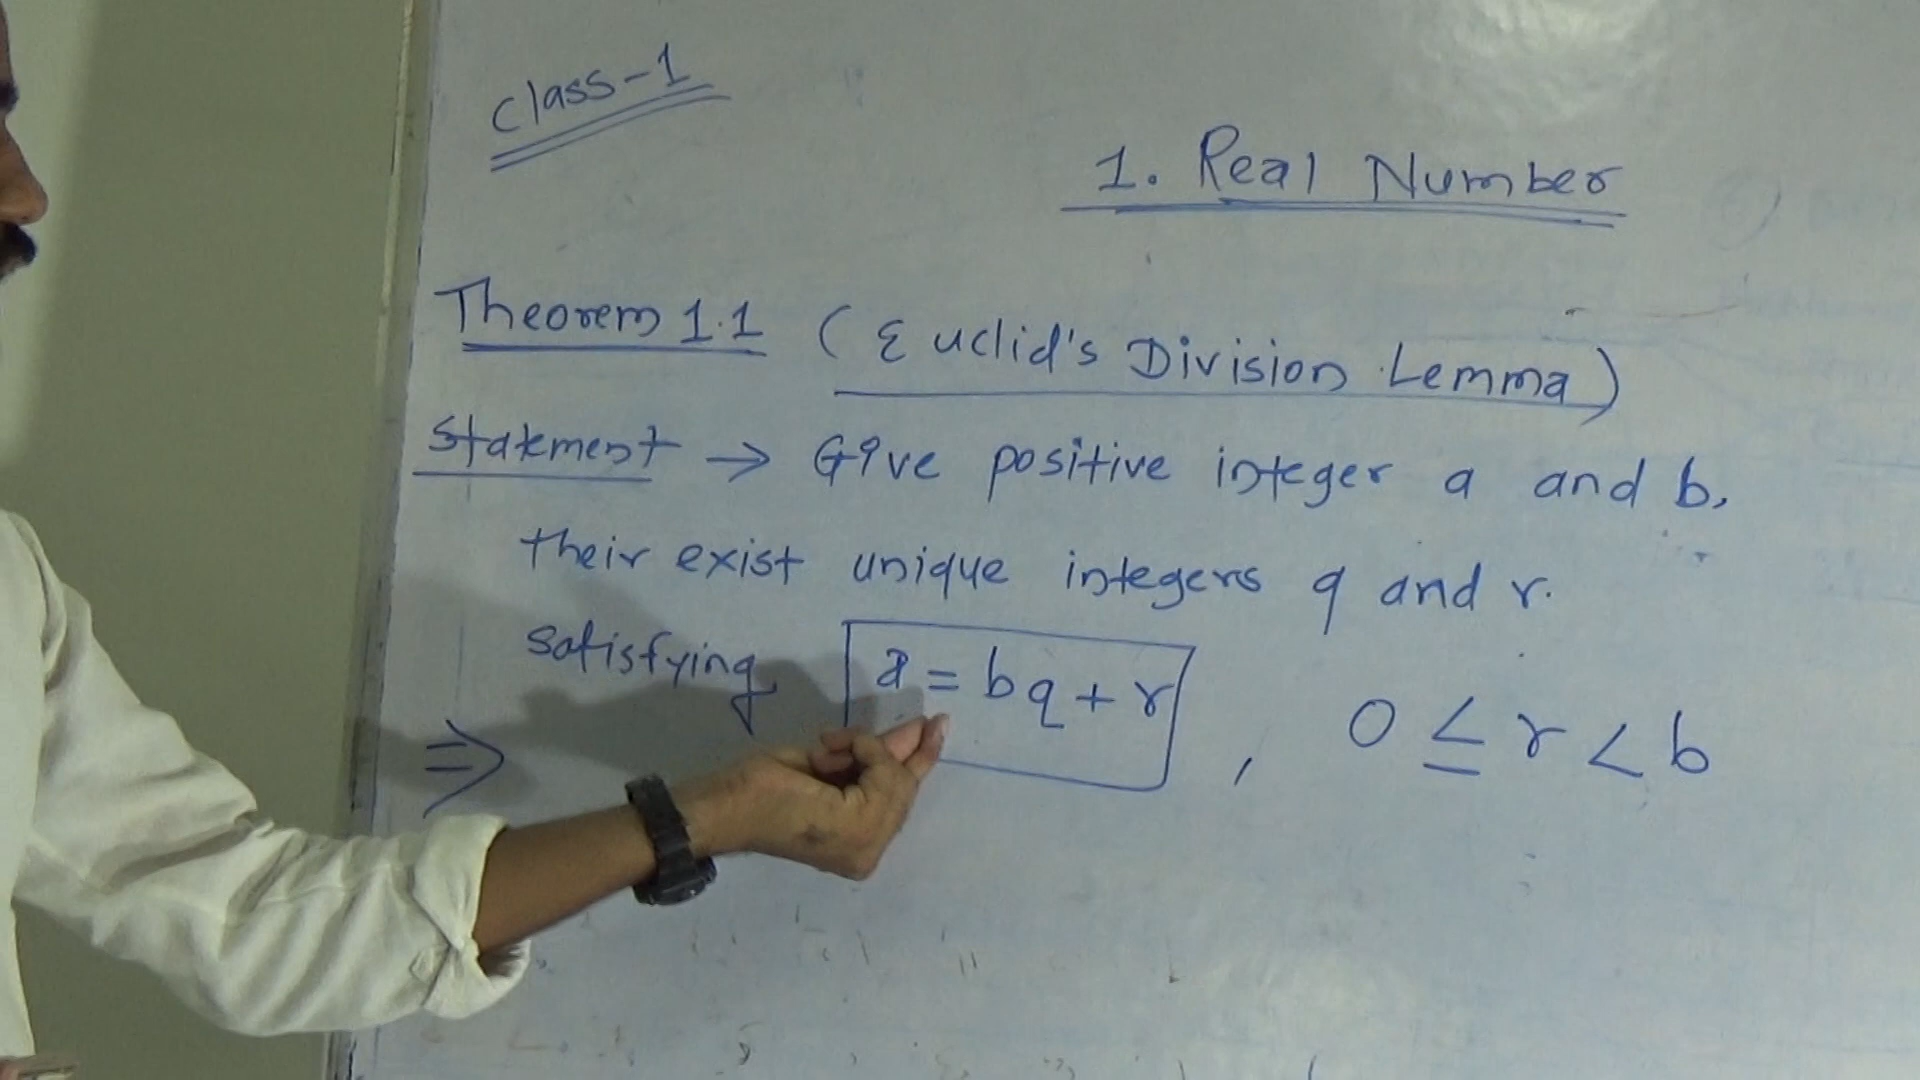 Class-1
1. Real Number
Theorem 1.1 (Euclid's Division Lemma)
Statement → Give positive integer a and b,
their exist unique integers q and r.
satisfying a = bq + r , 0 ≤ r < b
⇒